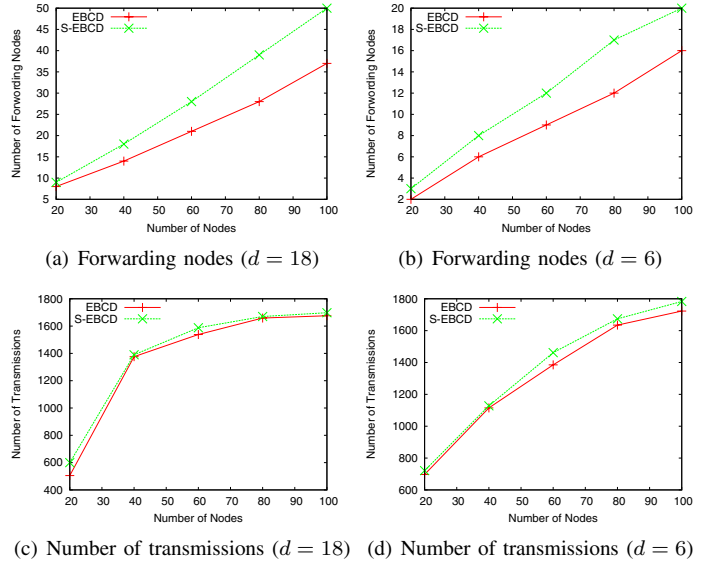 EBCD
S-EBCD
Number of Forwording Nodes
50
45
40
35
30
25
20
15
10
5
20 30 40 50 60 70 80 90 100
Number of Nodes
(a) Forwarding nodes (d = 18)
EBCD
S-EBCD
Number of Forwording Nodes
20
18
16
14
12
10
8
6
4
2
20 30 40 50 60 70 80 90 100
Number of Nodes
(b) Forwarding nodes (d = 6)
EBCD
S-EBCD
Number of Transmissions
1800
1600
1400
1200
1000
800
600
400
20 30 40 50 60 70 80 90 100
Number of Nodes
(c) Number of transmissions (d = 18)
EBCD
S-EBCD
Number of Transmissions
1800
1600
1400
1200
1000
800
600
20 30 40 50 60 70 80 90 100
Number of Nodes
(d) Number of transmissions (d = 6)